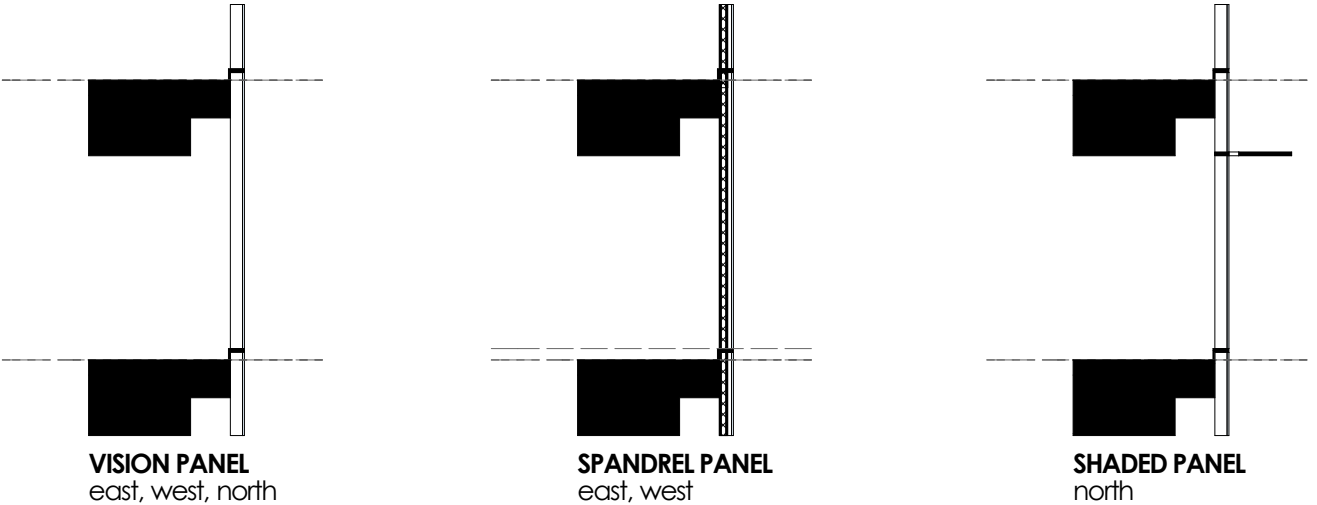 VISION PANEL
east, west, north
SPANDREL PANEL
east, west
SHADED PANEL
north